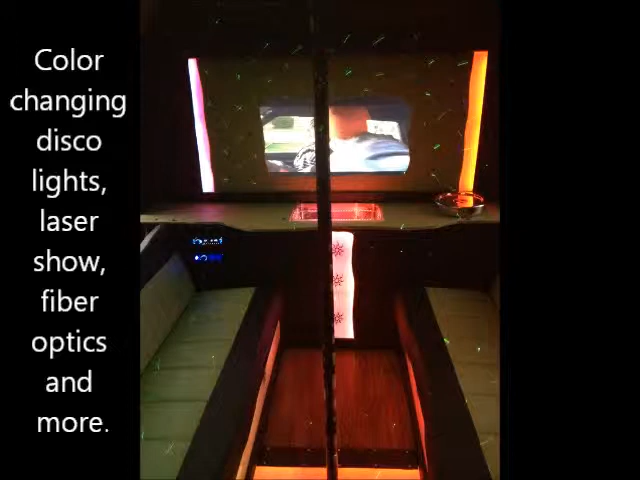 Color
changing
disco
lights,
laser
show,
fiber
optics
and
more.